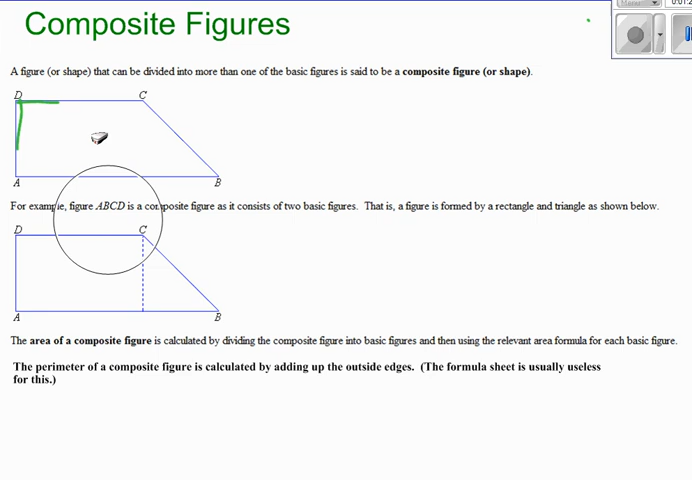 Composite Figures
A figure (or shape) that can be divided into more than one of the basic figures is said to be a composite figure (or shape).
D C
A B
For example, figure ABCD is a composite figure as it consists of two basic figures. That is, a figure is formed by a rectangle and triangle as shown below.
D C
A B
The area of a composite figure is calculated by dividing the composite figure into basic figures and then using the relevant area formula for each basic figure.
The perimeter of a composite figure is calculated by adding up the outside edges. (The formula sheet is usually useless
for this.)